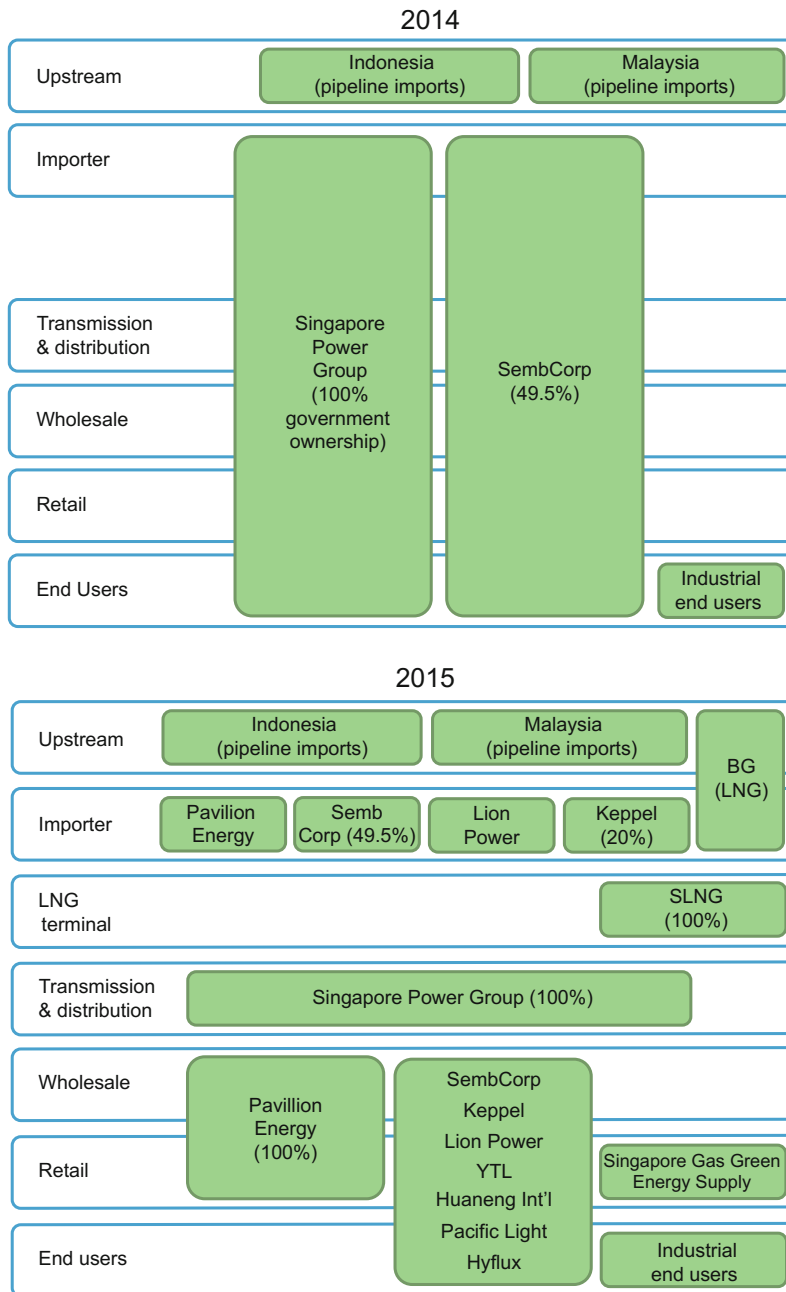 2014
Upstream
Indonesia
(pipeline imports)
Malaysia
(pipeline imports)
Importer
Transmission
& distribution
Singapore
Power
Group
(100%
government
ownership)
SembCorp
(49.5%)
Wholesale
Retail
End Users
Industrial
end users
2015
Upstream
Indonesia
(pipeline imports)
Malaysia
(pipeline imports)
BG
(LNG)
Importer
Pavilion
Energy
Semb
Corp (49.5%)
Lion
Power
Keppel
(20%)
LNG
terminal
SLNG
(100%)
Transmission
& distribution
Singapore Power Group (100%)
Wholesale
Pavillion
Energy
(100%)
SembCorp
Keppel
Lion Power
YTL
Huaneng Int'l
Pacific Light
Hyflux
Retail
Singapore Gas Green
Energy Supply
End users
Industrial
end users